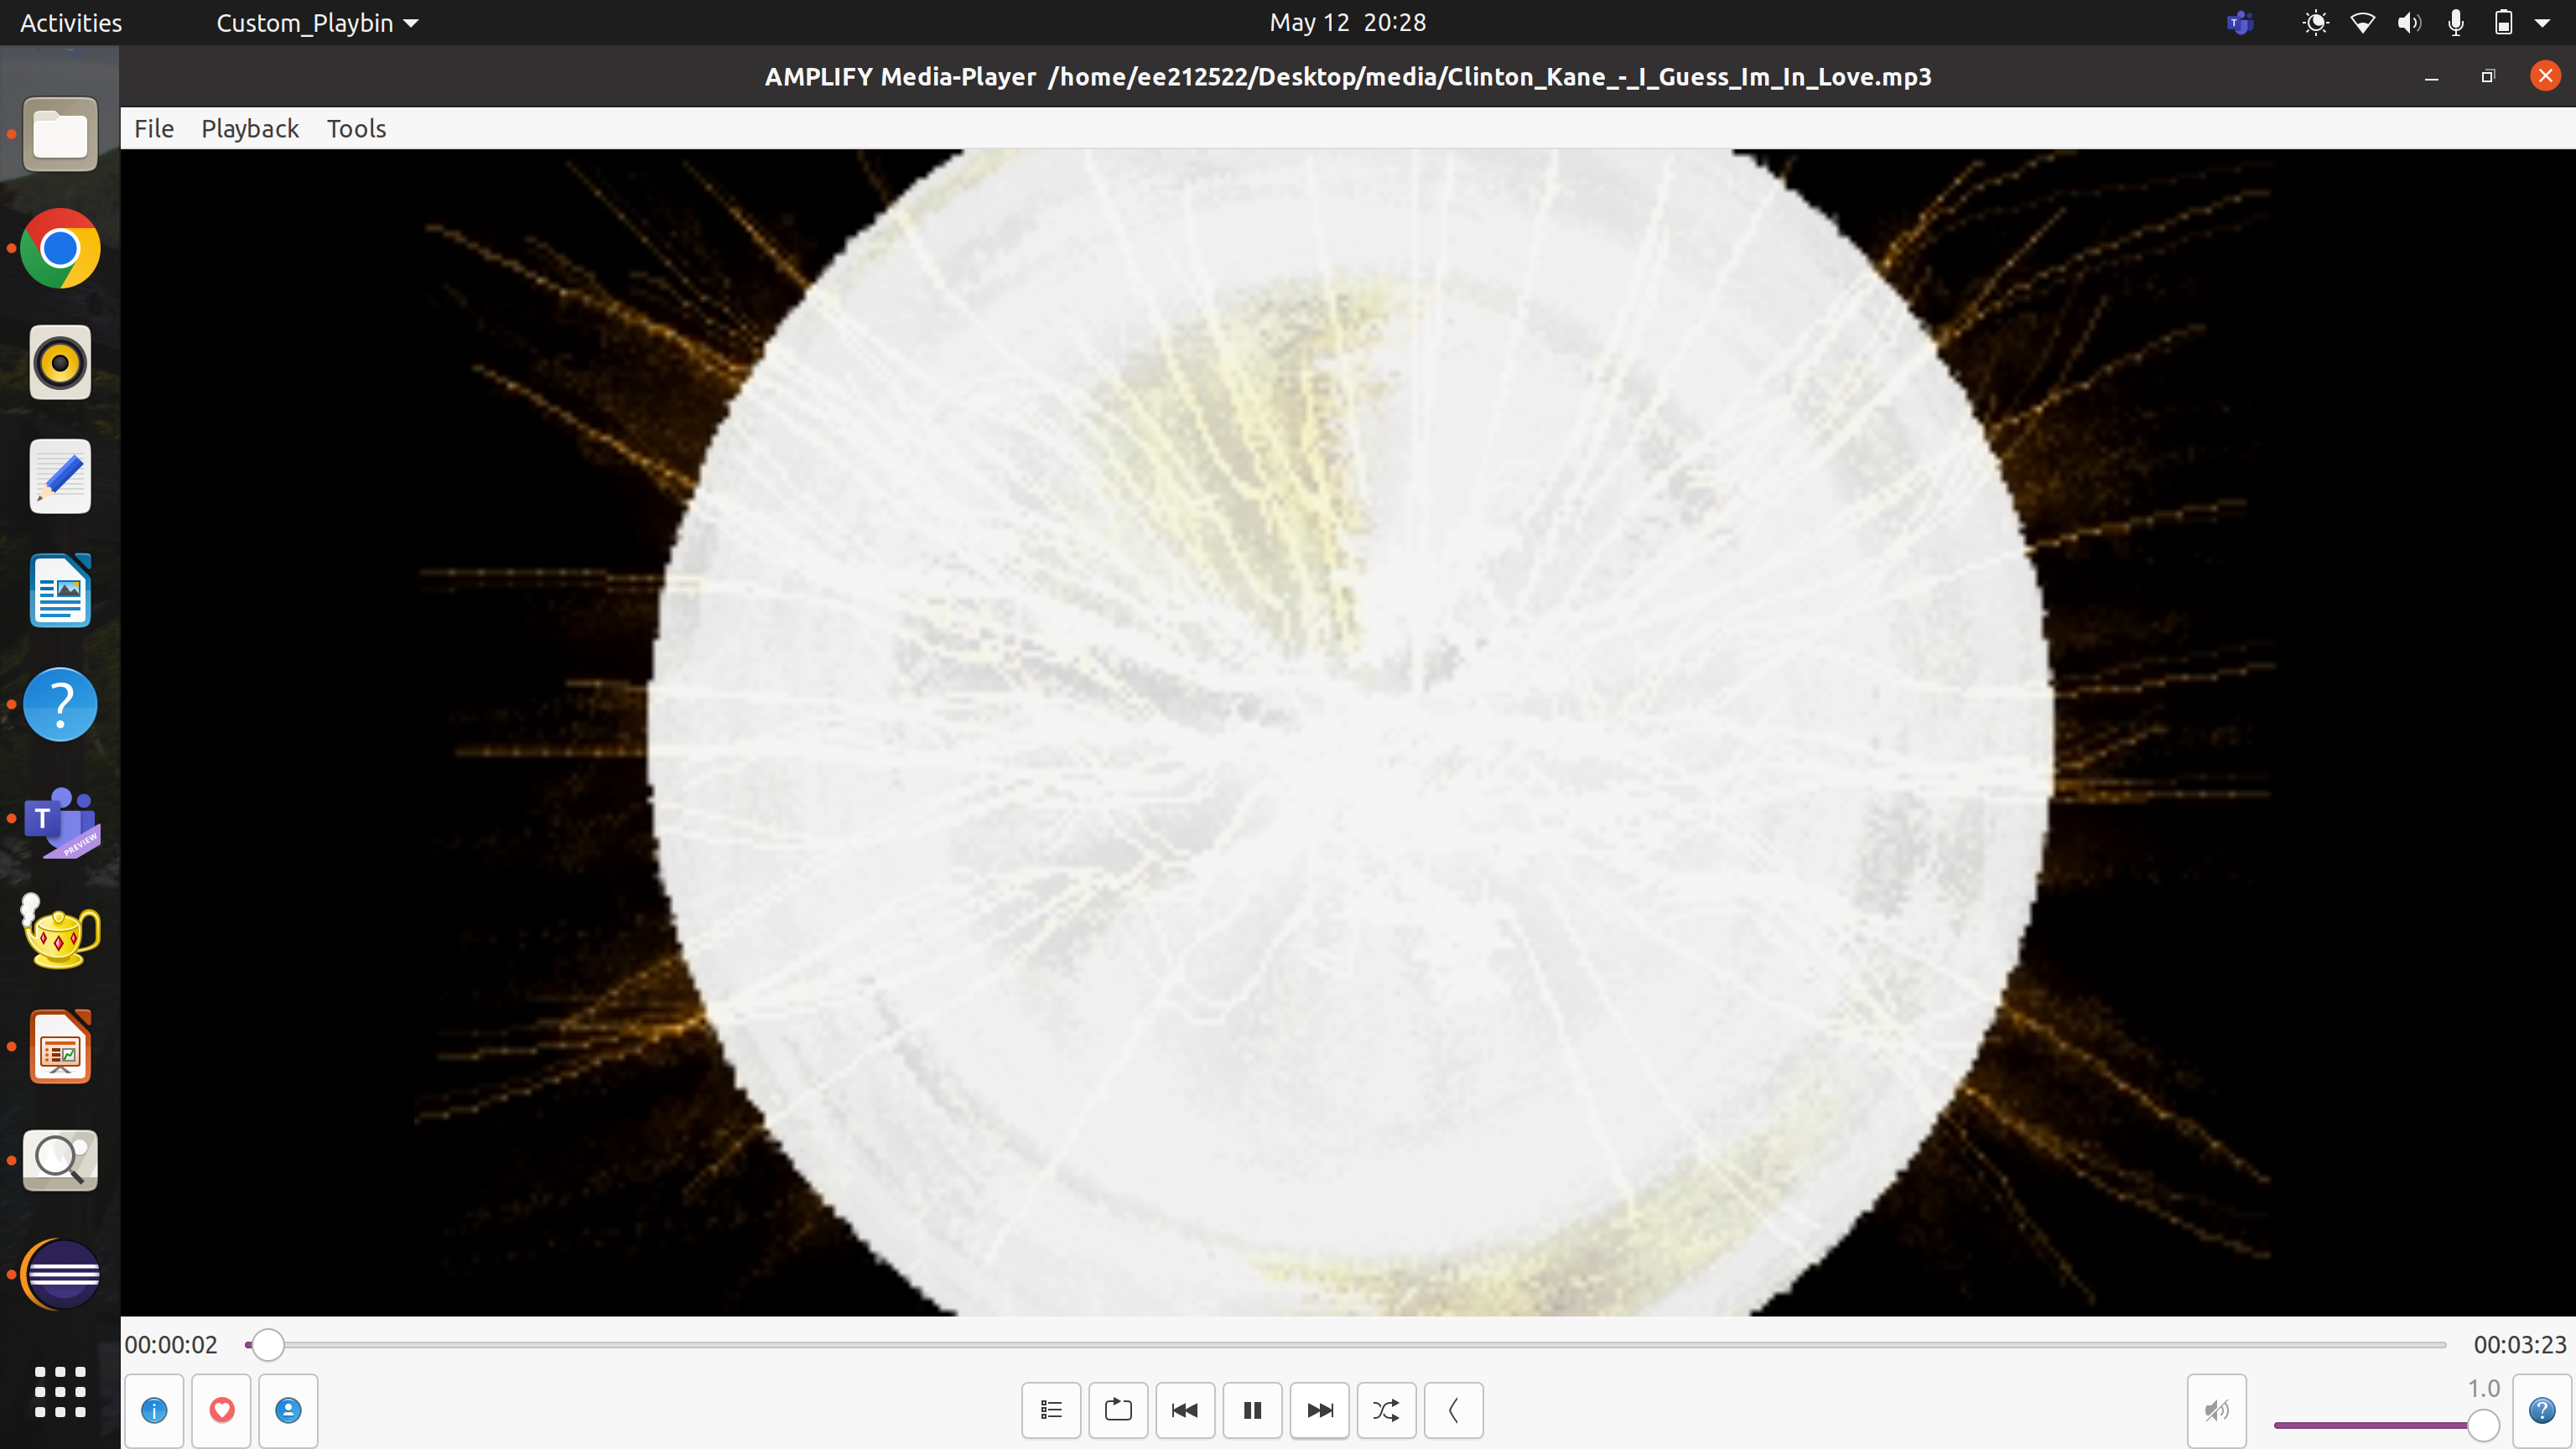 Activities Custom_Playbin May 12 20:28
AMPLIFY Media-Player /home/ee212522/Desktop/media/Clinton_Kane_-_I_Guess_Im_In_Love.mp3
File Playback Tools
T
PREVIEW
00:00:02 00:03:23
1.0